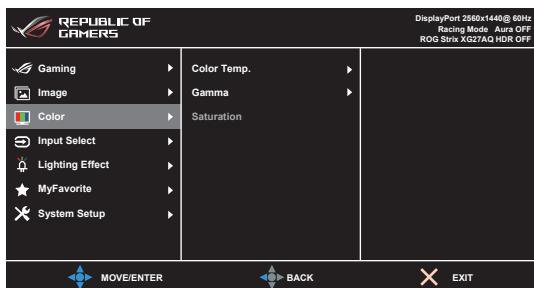 REPUBLIC OF
GAMERS
DisplayPort 2560x1440@ 60Hz
Racing Mode Aura OFF
ROG Strix XG27AQ HDR OFF
Gaming
Image
Color
Input Select
Lighting Effect
MyFavorite
System Setup
Color Temp.
Gamma
Saturation
MOVE/ENTER
BACK
EXIT